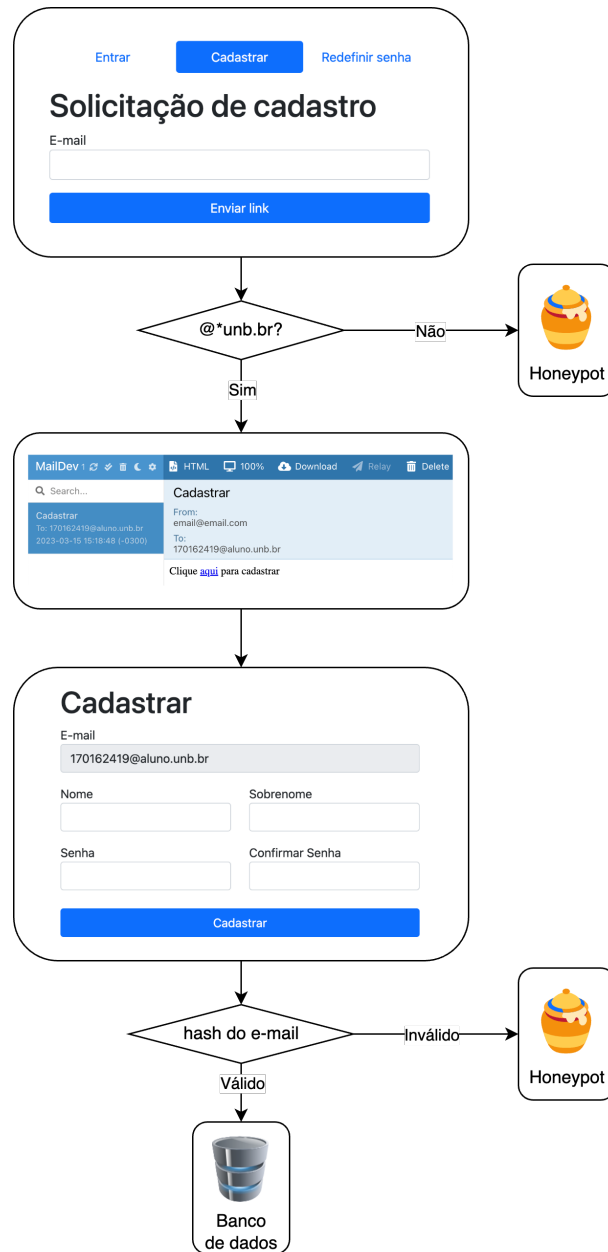 Entrar Cadastrar Redefinir senha
Solicitação de cadastro
E-mail
Enviar link
@*unb.br?
Não
Honeypot
Sim
MailDev 1 HTML 100% Download Relay Delete
Search...
Cadastrar
To: 170162419@aluno.unb.br
2023-03-15 15:18:48 (-0300)
Cadastrar
From:
email@email.com
To:
170162419@aluno.unb.br
Clique aqui para cadastrar
Cadastrar
E-mail
170162419@aluno.unb.br
Nome Sobrenome
Senha Confirmar Senha
Cadastrar
hash do e-mail
Inválido
Honeypot
Válido
Banco
de dados